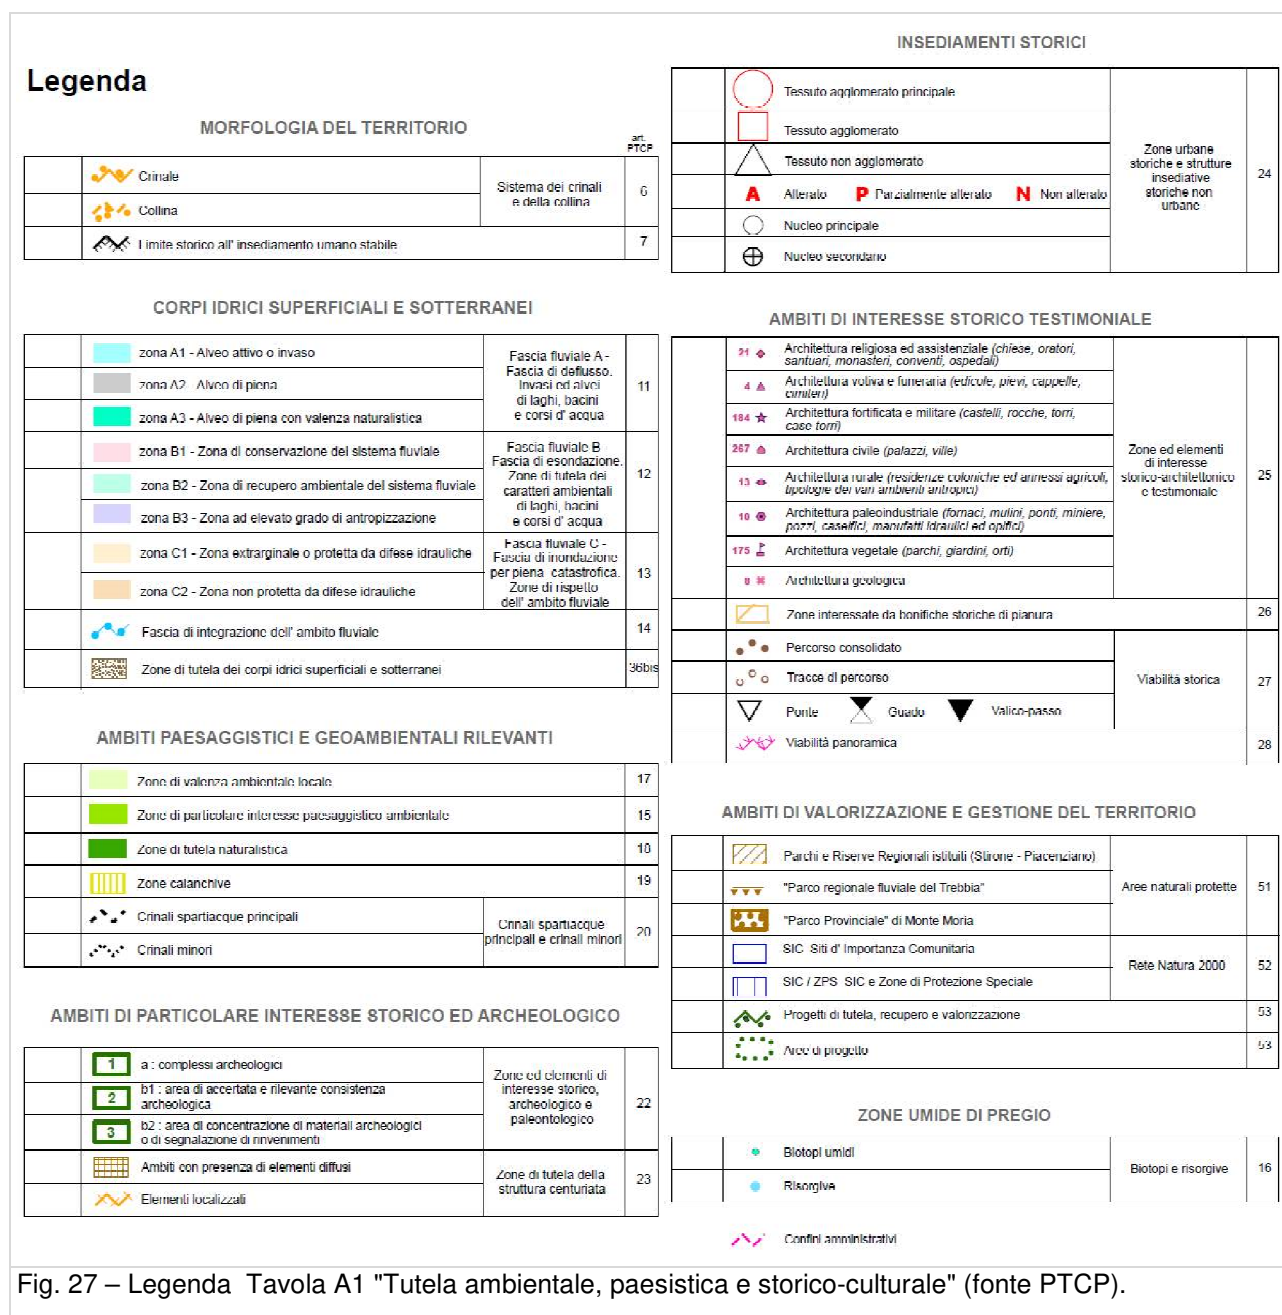 Legenda
MORFOLOGIA DEL TERRITORIO
art.
PTCP
Crinale
Collina
Sistema dei crinali
e della collina
6
Limite storico all' insediamento umano stabile
7
CORPI IDRICI SUPERFICIALI E SOTTERRANEI
zona A1 - Alveo attivo o invaso
zona A2 - Alveo di piena
zona A3 - Alveo di piena con valenza naturalistica
Fascia fluviale A -
Fascia di deflusso.
Invasi ed alvei
di laghi, bacini
e corsi d' acqua
11
zona B1 - Zona di conservazione del sistema fluviale
zona B2 - Zona di recupero ambientale del sistema fluviale
zona B3 - Zona ad elevato grado di antropizzazione
Fascia fluviale B -
Fascia di esondazione.
Zone di tutela dei
caratteri ambientali
di laghi, bacini
e corsi d' acqua
12
zona C1 - Zona extrarginale o protetta da difese idrauliche
zona C2 - Zona non protetta da difese idrauliche
Fascia fluviale C -
Fascia di inondazione
per piena catastrofica.
Zone di rispetto
dell' ambito fluviale
13
Fascia di integrazione dell' ambito fluviale
14
Zone di tutela dei corpi idrici superficiali e sotterranei
36bis
AMBITI PAESAGGISTICI E GEOAMBIENTALI RILEVANTI
Zone di valenza ambientale locale
17
Zone di particolare interesse paesaggistico ambientale
15
Zone di tutela naturalistica
18
Zone calanchive
19
Crinali spartiacque principali
Crinali minori
Crinali spartiacque
principali e crinali minori
20
AMBITI DI PARTICOLARE INTERESSE STORICO ED ARCHEOLOGICO
1
a : complessi archeologici
2
b1 : area di accertata e rilevante consistenza
archeologica
3
b2 : area di concentrazione di materiali archeologici
o di segnalazione di rinvenimenti
Zone ed elementi di
interesse storico,
archeologico e
paleontologico
22
Ambiti con presenza di elementi diffusi
Elementi localizzati
Zone di tutela della
struttura centuriata
23
INSEDIAMENTI STORICI
Tessuto agglomerato principale
Tessuto agglomerato
Tessuto non agglomerato
A Alterato P Parzialmente alterato N Non alterato
Nucleo principale
Nucleo secondario
Zone urbane
storiche e strutture
insediative
storiche non
urbane
24
AMBITI DI INTERESSE STORICO TESTIMONIALE
21 Architettura religiosa ed assistenziale (chiese, oratori,
santuari, monasteri, conventi, ospedali)
4 Architettura votiva e funeraria (edicole, pievi, cappelle,
cimiteri)
184 Architettura fortificata e militare (castelli, rocche, torri,
case torri)
267 Architettura civile (palazzi, ville)
13 Architettura rurale (residenze coloniche ed annessi agricoli,
tipologie dei vari ambienti antropici)
10 Architettura paleoindustriale (fornaci, mulini, ponti, miniere,
pozzi, caseifici, manufatti idraulici ed opifici)
175 Architettura vegetale (parchi, giardini, orti)
Architettura geologica
Zone ed elementi
di interesse
storico-architettonico
e testimoniale
25
Zone interessate da bonifiche storiche di pianura
26
Percorso consolidato
Tracce di percorso
Ponte Guado Valico-passo
Viabilità storica
27
Viabilità panoramica
28
AMBITI DI VALORIZZAZIONE E GESTIONE DEL TERRITORIO
Parchi e Riserve Regionali istituiti (Stirone - Piacenziano)
"Parco regionale fluviale del Trebbia"
"Parco Provinciale" di Monte Moria
Aree naturali protette
51
SIC Siti d' Importanza Comunitaria
SIC / ZPS SIC e Zone di Protezione Speciale
Rete Natura 2000
52
Progetti di tutela, recupero e valorizzazione
53
Aree di progetto
53
ZONE UMIDE DI PREGIO
Biotopi umidi
Risorgive
Biotopi e risorgive
16
Confini amministrativi
Fig. 27 – Legenda Tavola A1 "Tutela ambientale, paesistica e storico-culturale" (fonte PTCP).